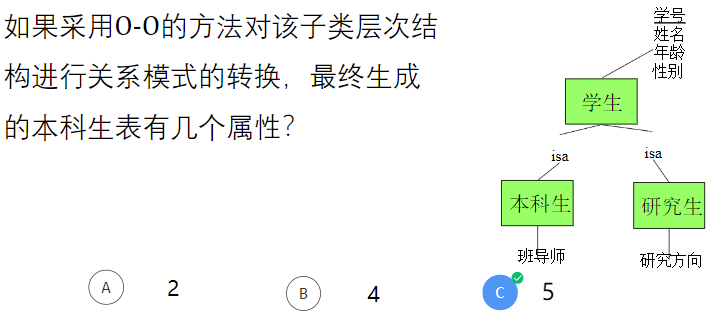 如果采用O-O的方法对该子类层次结
构进行关系模式的转换，最终生成
的本科生表有几个属性？
学号
姓名
年龄
性别
学生
isa
isa
本科生
研究生
班导师
研究方向
A
2
B
4
C
5